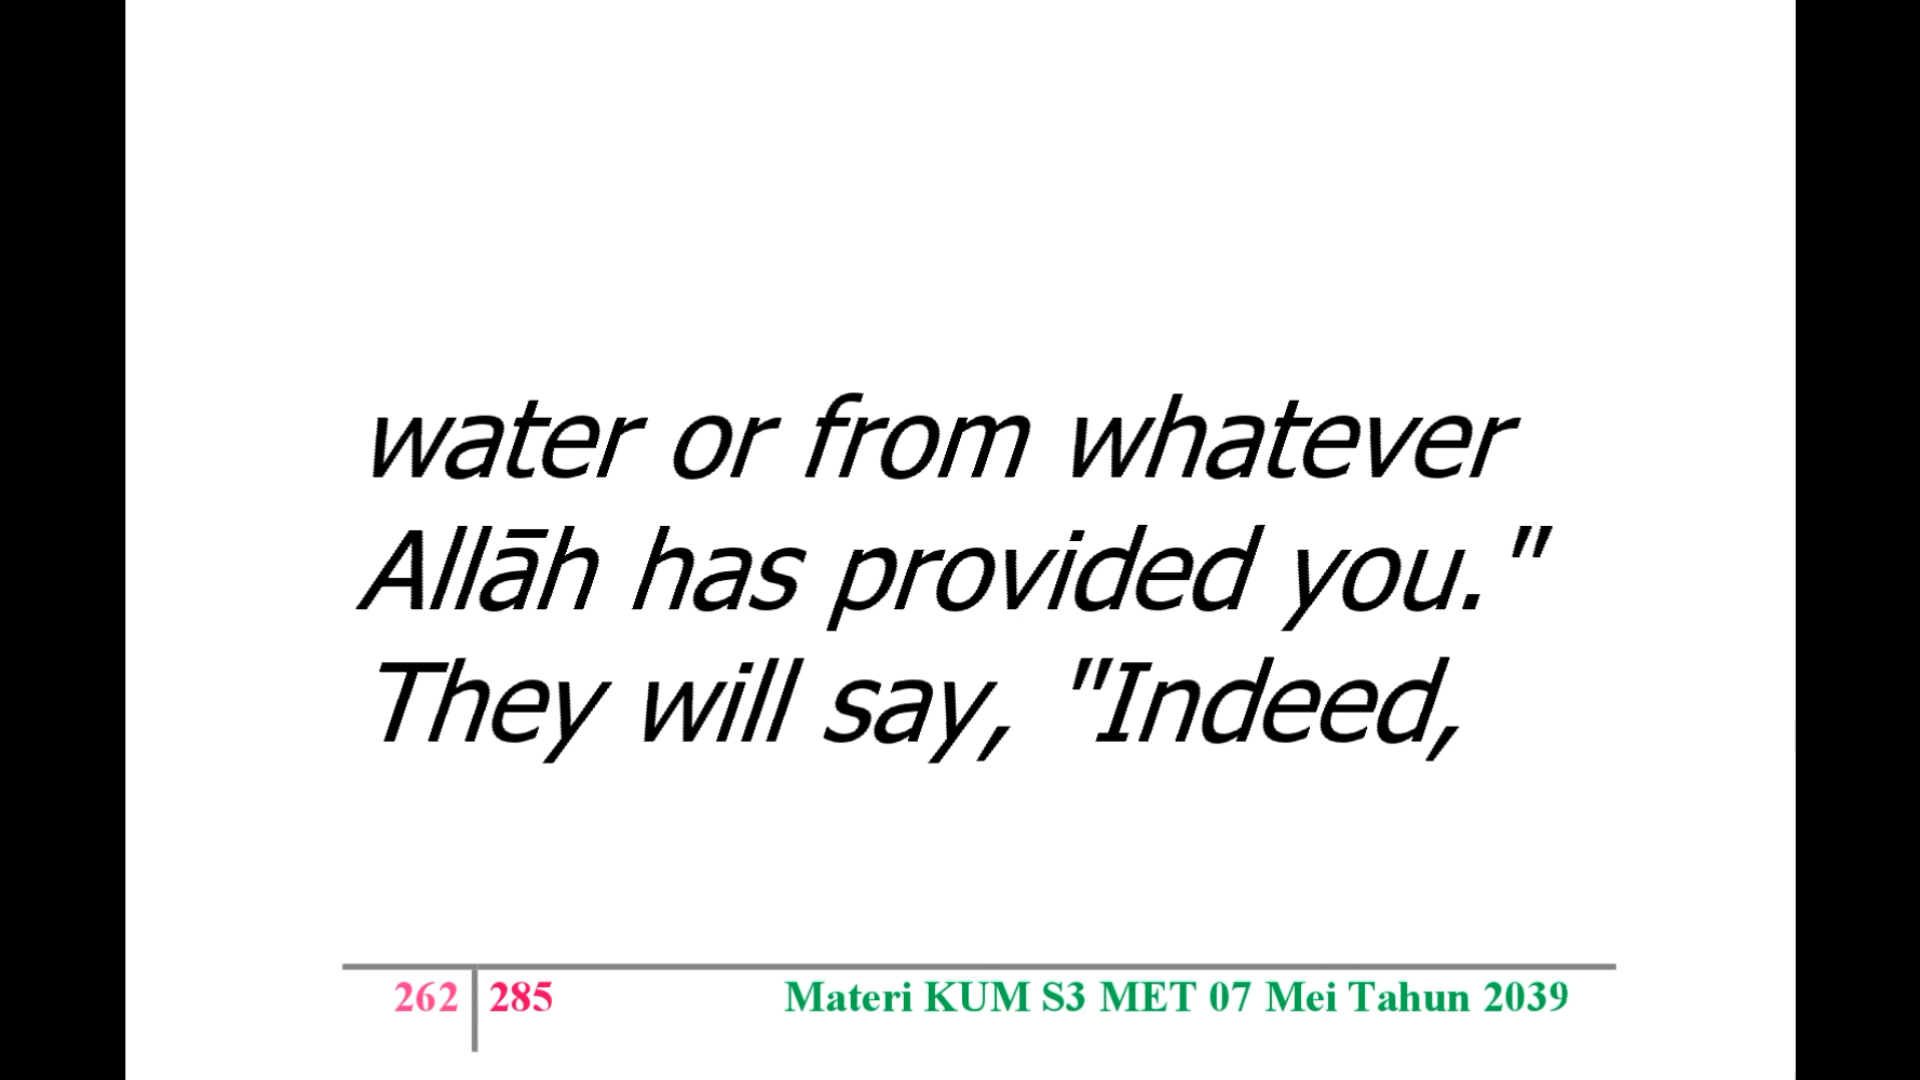 water or from whatever
Allāh has provided you."
They will say, "Indeed,
262 285 Materi KUM S3 MET 07 Mei Tahun 2039